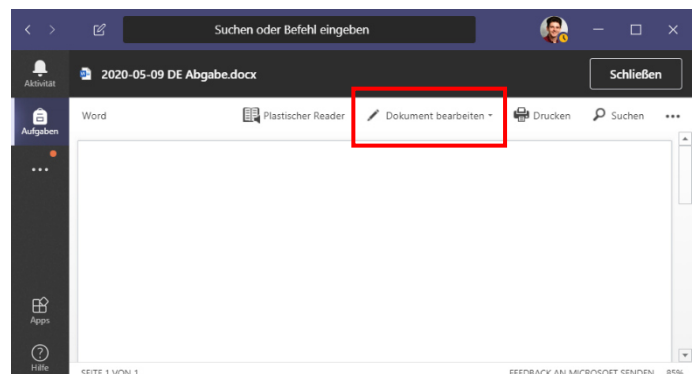 Suchen oder Befehl eingeben
Aktivität
2020-05-09 DE Abgabe.docx
Schließen
Aufgaben
Word
Plastischer Reader
Dokument bearbeiten
Drucken
Suchen
Apps
Hilfe
SEITE 1 VON 1
FEEDBACK AN MICROSOFT SENDEN
85%